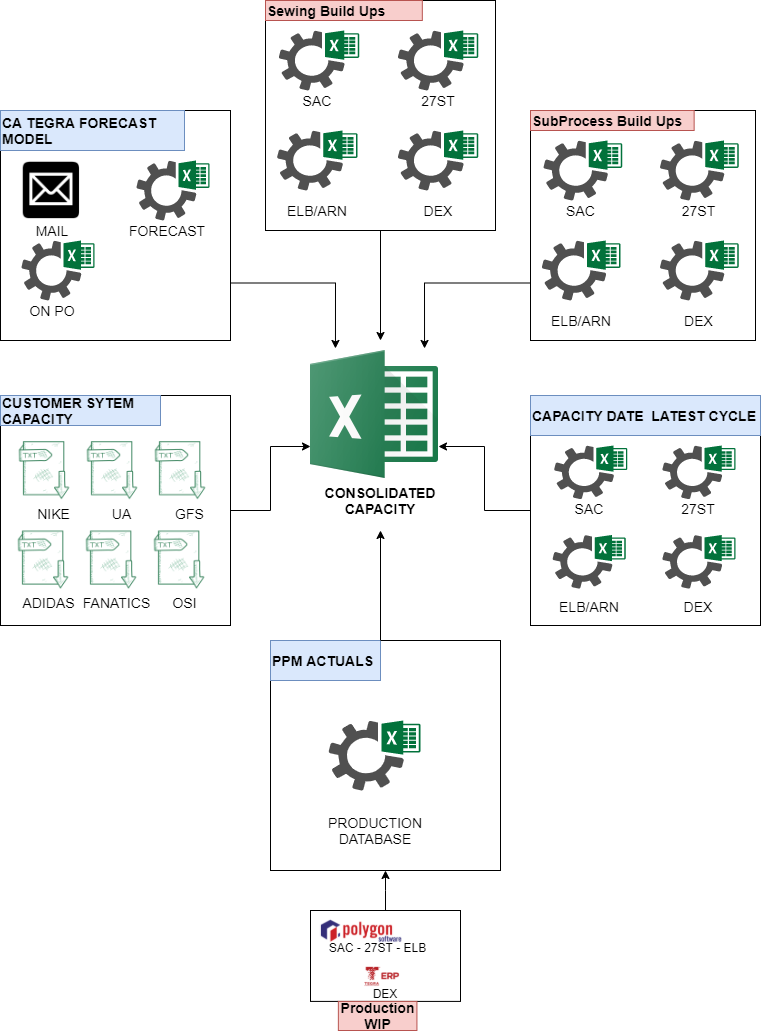 Sewing Build Ups
SAC
27ST
ELB/ARN
DEX
CA TEGRA FORECAST
MODEL
MAIL
FORECAST
ON PO
SubProcess Build Ups
SAC
27ST
ELB/ARN
DEX
CUSTOMER SYTEM
CAPACITY
TXT
TXT
TXT
NIKE
UA
GFS
TXT
TXT
TXT
ADIDAS
FANATICS
OSI
X
CONSOLIDATED
CAPACITY
CAPACITY DATE LATEST CYCLE
SAC
27ST
ELB/ARN
DEX
PPM ACTUALS
PRODUCTION
DATABASE
polygon
software
SAC - 27ST - ELB
ERP
DEX
Production
WIP